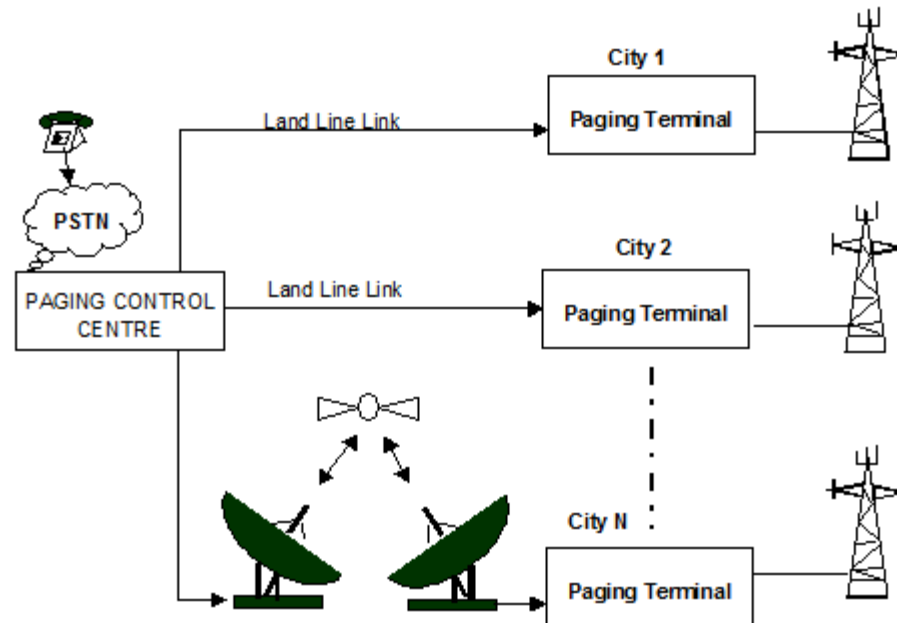 City 1
Land Line Link
Paging Terminal
PSTN
City 2
PAGING CONTROL
CENTRE
Land Line Link
Paging Terminal
City N
Paging Terminal